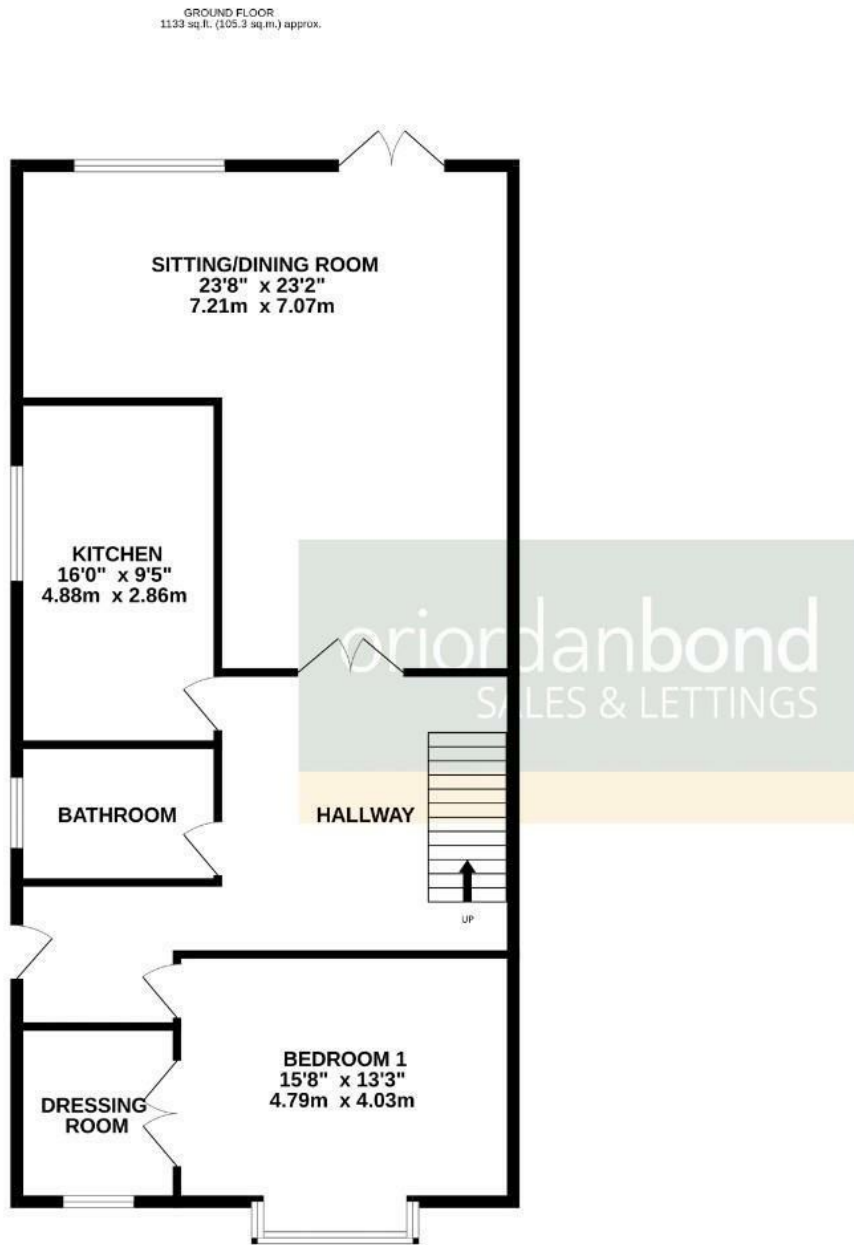 GROUND FLOOR
1133 sq.ft. (105.3 sq.m.) approx.
SITTING/DINING ROOM
23'8" x 23'2"
7.21m x 7.07m
KITCHEN
16'0" x 9'5"
4.88m x 2.86m
oriordanbond
SALES & LETTINGS
BATHROOM
HALLWAY
UP
BEDROOM 1
15'8" x 13'3"
4.79m x 4.03m
DRESSING
ROOM